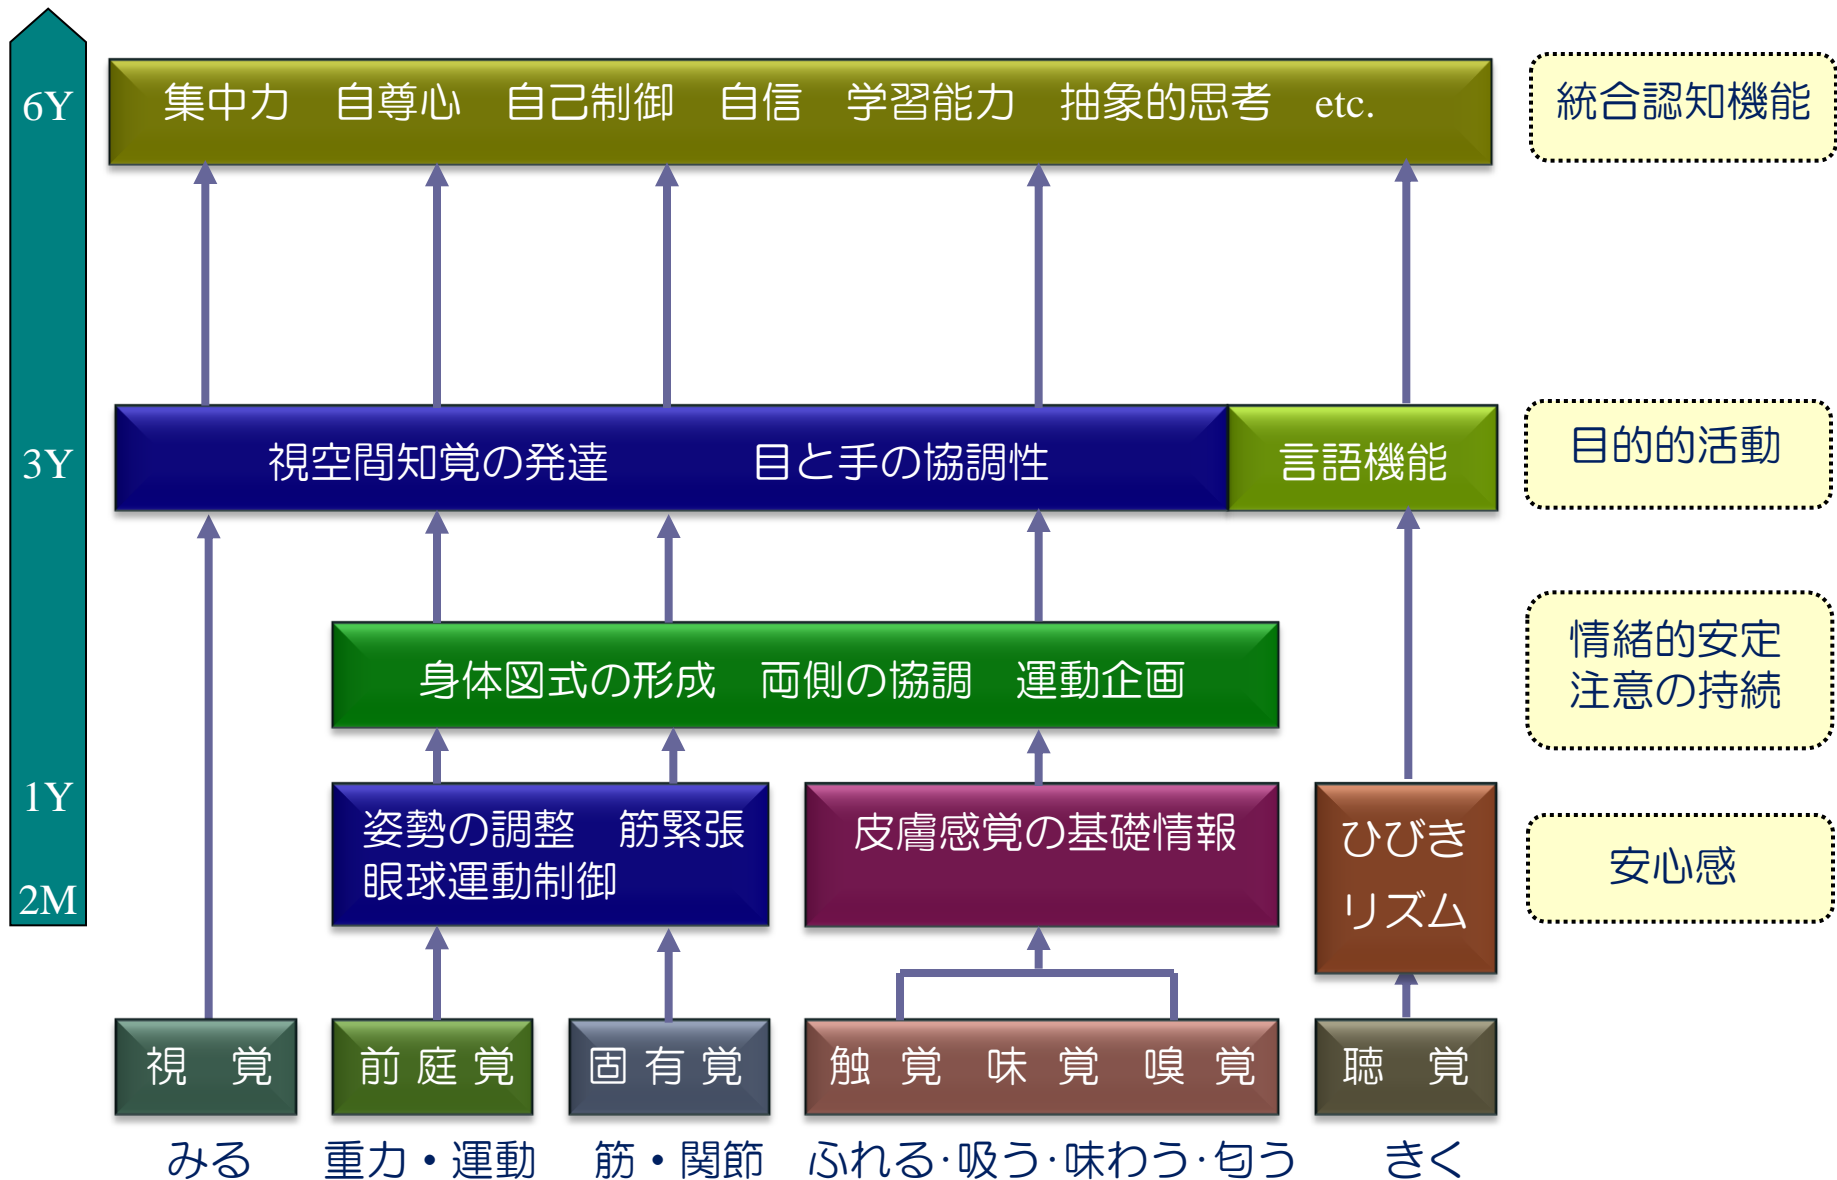 6Y
集中力　自尊心　自己制御　自信　学習能力　抽象的思考　etc.
統合認知機能
3Y
視空間知覚の発達　　　目と手の協調性
言語機能
目的的活動
身体図式の形成　両側の協調　運動企画
情緒的安定
注意の持続
1Y
2M
姿勢の調整　筋緊張
眼球運動制御
皮膚感覚の基礎情報
ひびき
リズム
安心感
視　覚
前 庭 覚
固 有 覚
触　覚　味　覚　嗅　覚
聴　覚
みる
重力・運動
筋・関節
ふれる･吸う･味わう･匂う
きく